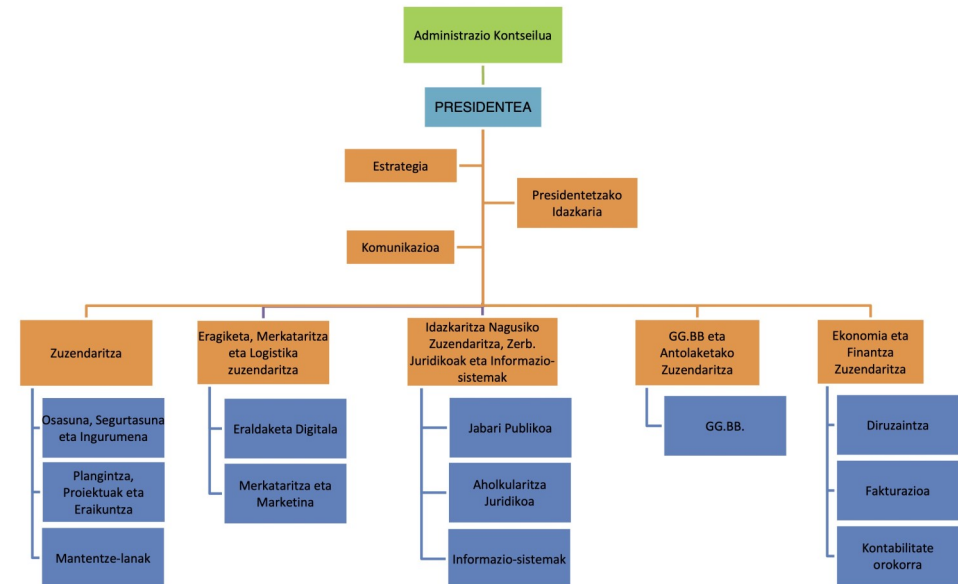 Administrazio Kontseilua
PRESIDENTEA
Estrategia
Presidentetzako
Idazkaria
Komunikazioa
Zuzendaritza
Eragiketa, Merkataritza
eta Logistika
zuzendaritza
Idazkaritza Nagusiko
Zuzendaritza, Zerb.
Juridikoak eta Informazio-
sistemak
GG.BB eta
Antolaketako
Zuzendaritza
Ekonomia eta
Finantza
Zuzendaritza
Osasuna, Segurtasuna
eta Ingurumena
Plangintza,
Proiektuak eta
Eraikuntza
Mantentze-lanak
Eraldaketa Digitala
Merkataritza eta
Marketina
Jabari Publikoa
Aholkularitza
Juridikoa
Informazio-sistemak
GG.BB.
Diruzaintza
Fakturazioa
Kontabilitate
orokorra